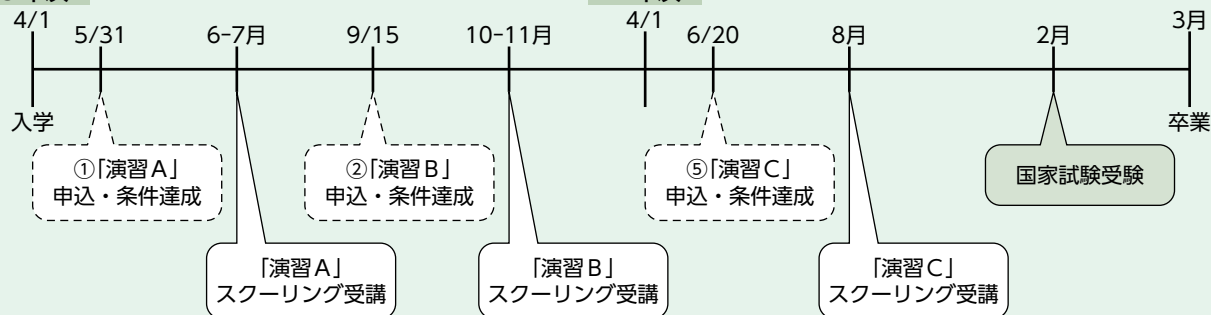 4/1
5/31
6-7月
9/15
10-11月
4/1
6/20
8月
2月
3月
入学
卒業
①「演習A」
申込・条件達成
②「演習B」
申込・条件達成
⑤「演習C」
申込・条件達成
国家試験受験
「演習A」
スクーリング受講
「演習B」
スクーリング受講
「演習C」
スクーリング受講